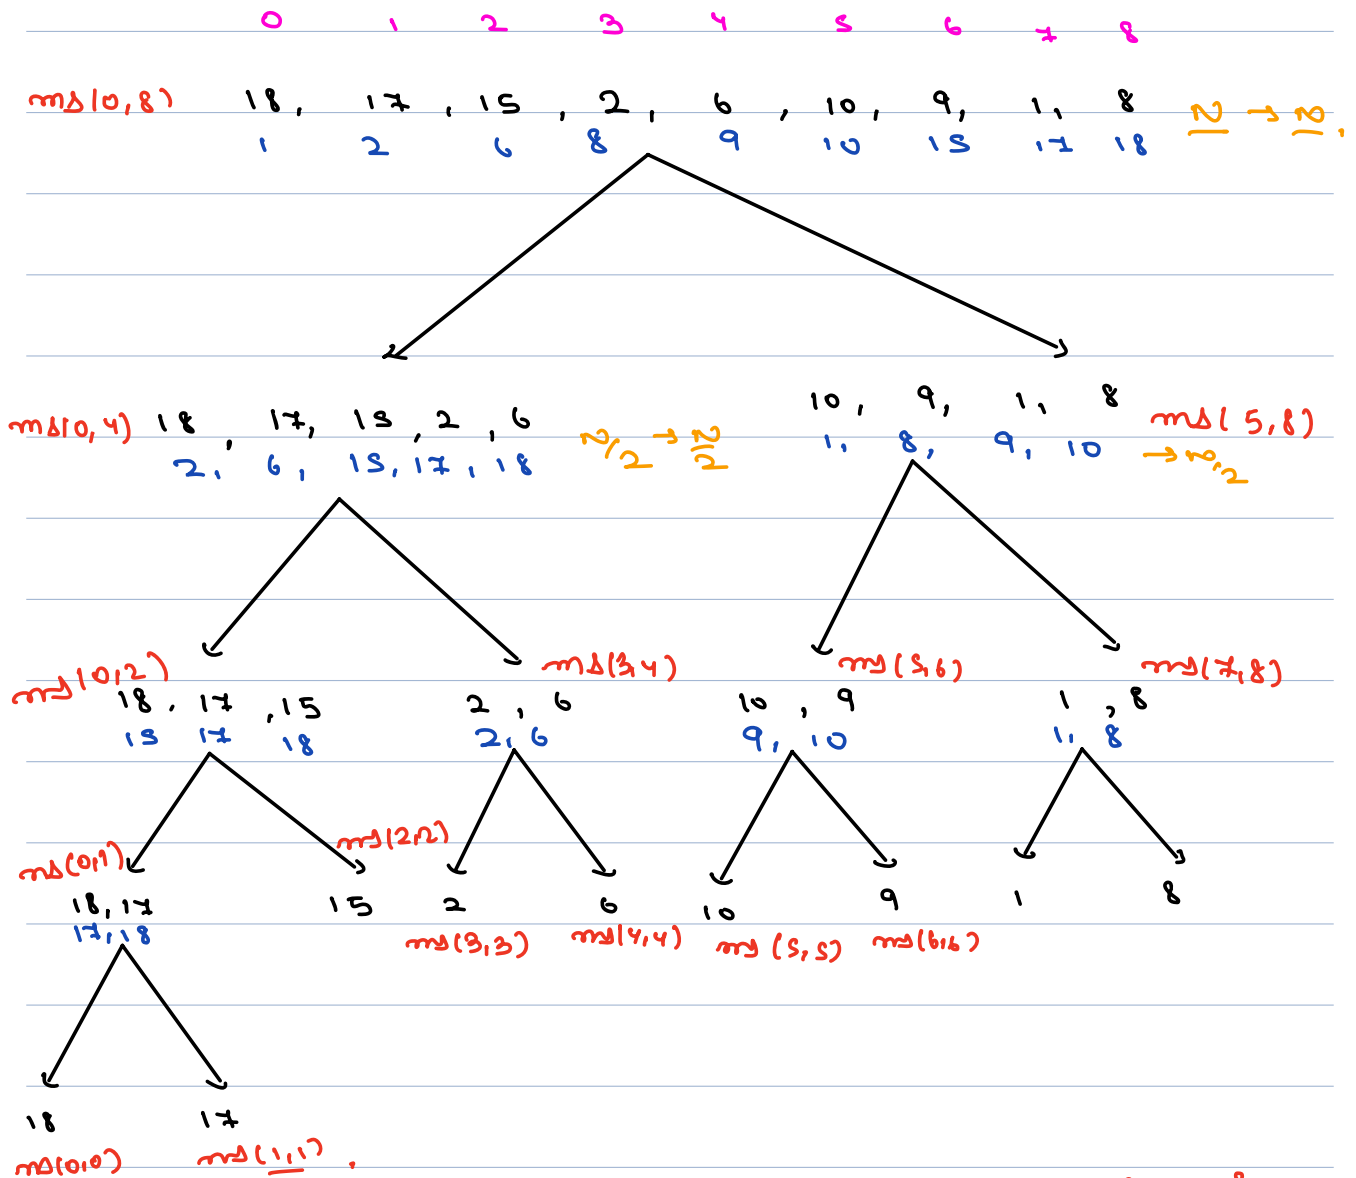 0 1 2 3 4 5 6 7 8
ms(0,8) 18, 17, 15, 2, 6, 10, 9, 1, 8 N → N.
1 2 6 8 9 10 15 17 18
10, 9, 1, 8 ms(5,8)
ms(0,4) 18, 17, 15, 2, 6 N/2 → N/2
2, 6, 15, 17, 18
1, 8, 9, 10 → N/2
ms(0,2) ms(3,4) ms(5,6) ms(7,8)
18, 17, 15 2, 6 10, 9 1, 8
15 17 18 2, 6 9, 10 1, 8
ms(0,1) ms(2,2)
18, 17 15 2 6 10 9 1 8
17, 18 ms(3,3) ms(4,4) ms(5,5) ms(6,6)
18 17
ms(0,0) ms(1,1).